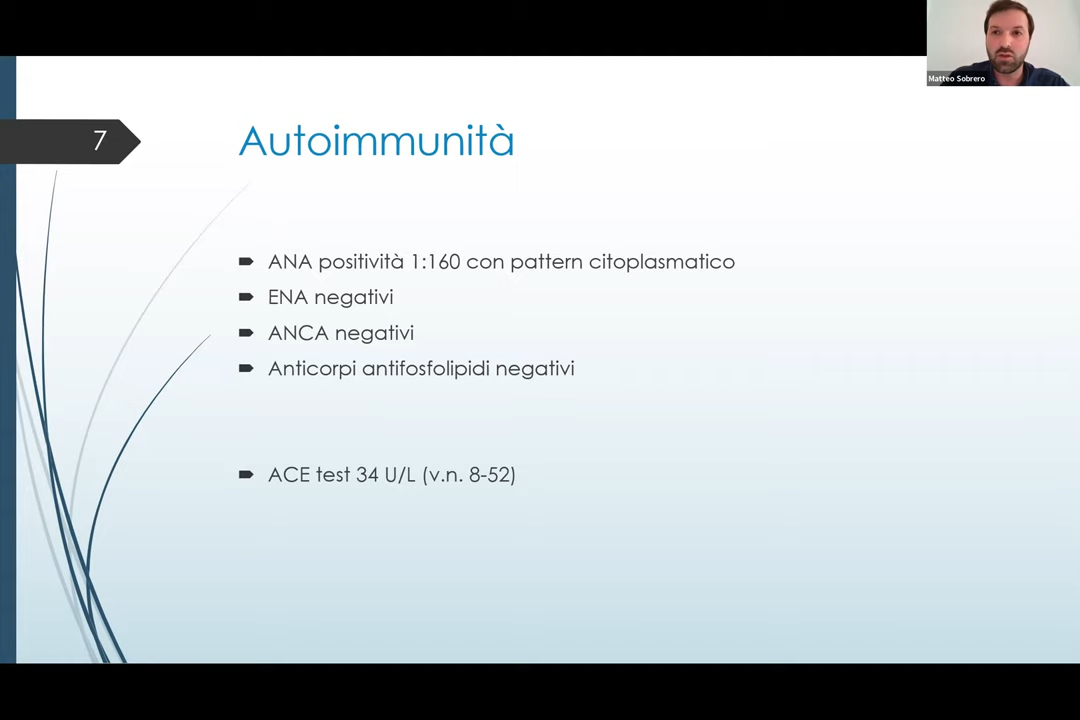 Matteo Sobrero
7
Autoimmunità
ANA positività 1:160 con pattern citoplasmatico
ENA negativi
ANCA negativi
Anticorpi antifosfolipidi negativi
ACE test 34 U/L (v.n. 8-52)